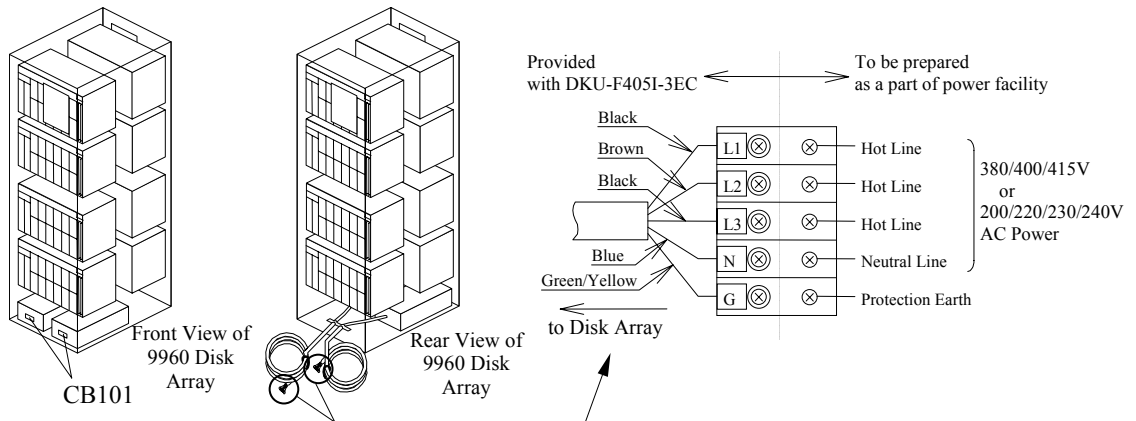 Provided
with DKU-F405I-3EC
To be prepared
as a part of power facility
Black
Brown
Black
Blue
Green/Yellow
L1
L2
L3
N
G
Hot Line
Hot Line
Hot Line
Neutral Line
Protection Earth
380/400/415V
or
200/220/230/240V
AC Power
to Disk Array
Front View of
9960 Disk
Array
CB101
Rear View of
9960 Disk
Array